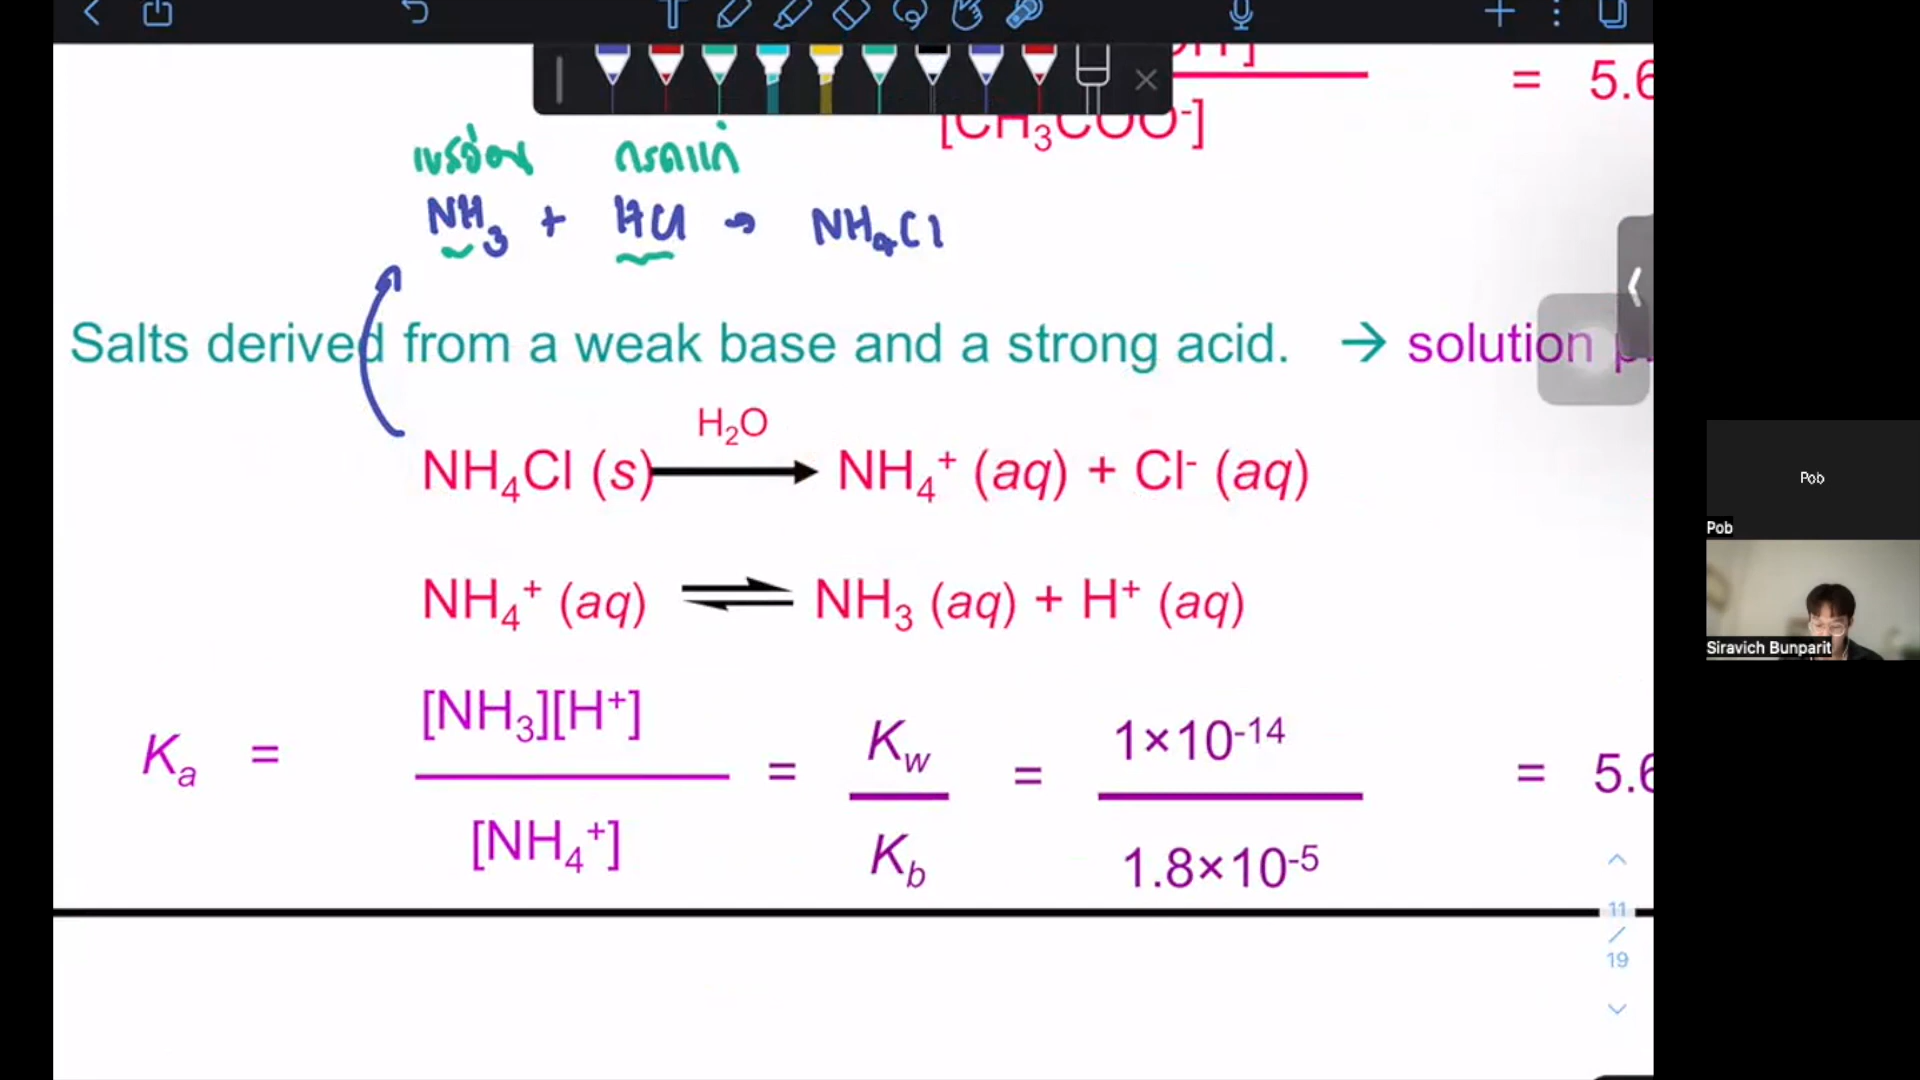 = 5.6
[CH₃COO⁻]
เบสอ่อน กรดแก่
NH₃ + HCl → NH₄Cl
Salts derived from a weak base and a strong acid. → solution
H₂O
NH₄Cl (s) → NH₄⁺ (aq) + Cl⁻ (aq)
NH₄⁺ (aq) ⇌ NH₃ (aq) + H⁺ (aq)
Kₐ = [NH₃][H⁺] / [NH₄⁺] = K_w / K_b = 1×10⁻¹⁴ / 1.8×10⁻⁵ = 5.6
11
/
19
Pob
Pob
Siravich Bunparit